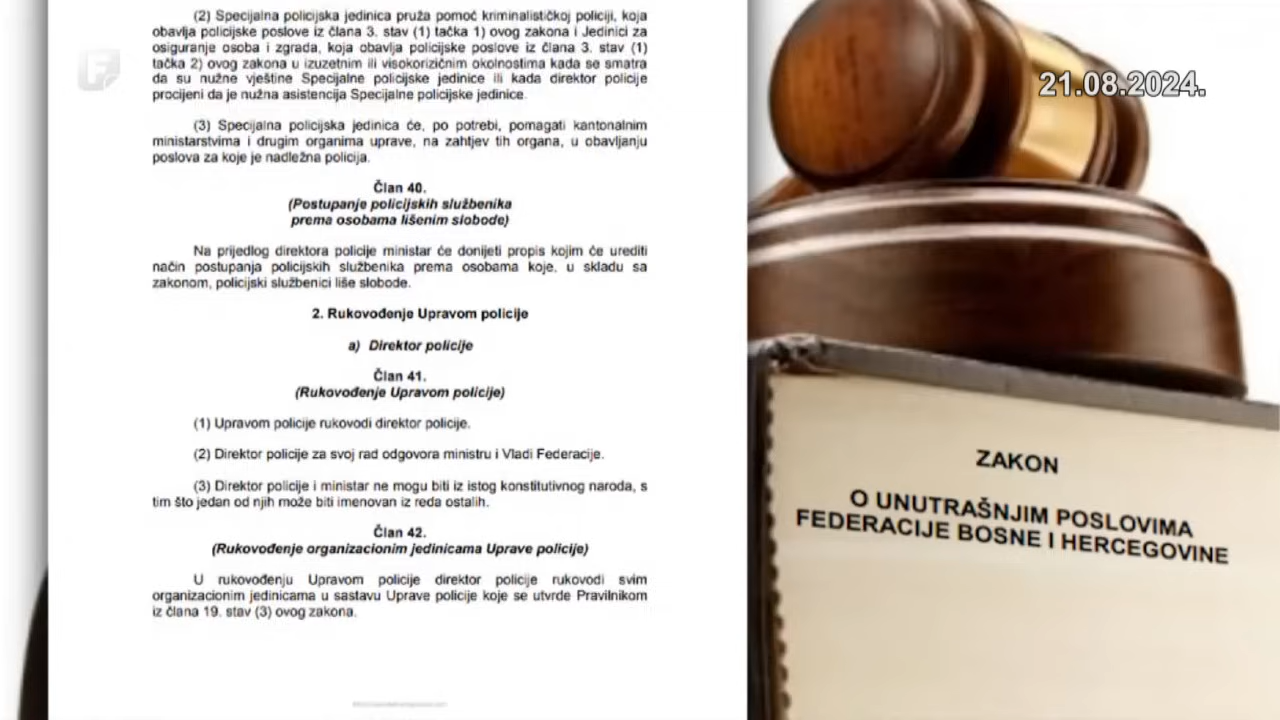 (2) Specijalna policijska jedinica pruža pomoć kriminalističkoj policiji, koja
obavlja policijske poslove iz člana 3. stav (1) tačka 1) ovog zakona i Jedinici za
osiguranje osoba i zgrada, koja obavlja policijske poslove iz člana 3. stav (1)
tačka 2) ovog zakona u izuzetnim ili visokorizičnim okolnostima kada se smatra
da su nužne vještine Specijalne policijske jedinice ili kada direktor policije
procijeni da je nužna asistencija Specijalne policijske jedinice.
(3) Specijalna policijska jedinica će, po potrebi, pomagati kantonalnim
ministarstvima i drugim organima uprave, na zahtjev tih organa, u obavljanju
poslova za koje je nadležna policija.
Član 40.
(Postupanje policijskih službenika
prema osobama lišenim slobode)
Na prijedlog direktora policije ministar će donijeti propis kojim će urediti
način postupanja policijskih službenika prema osobama koje, u skladu sa
zakonom, policijski službenici liše slobode.
2. Rukovođenje Upravom policije
a) Direktor policije
Član 41.
(Rukovođenje Upravom policije)
(1) Upravom policije rukovodi direktor policije.
(2) Direktor policije za svoj rad odgovora ministru i Vladi Federacije.
(3) Direktor policije i ministar ne mogu biti iz istog konstitutivnog naroda, s
tim što jedan od njih može biti imenovan iz reda ostalih.
Član 42.
(Rukovođenje organizacionim jedinicama Uprave policije)
U rukovođenju Upravom policije direktor policije rukovodi svim
organizacionim jedinicama u sastavu Uprave policije koje se utvrde Pravilnikom
iz člana 19. stav (3) ovog zakona.
F
21.08.2024.
ZAKON
O UNUTRAŠNJIM POSLOVIMA
FEDERACIJE BOSNE I HERCEGOVINE